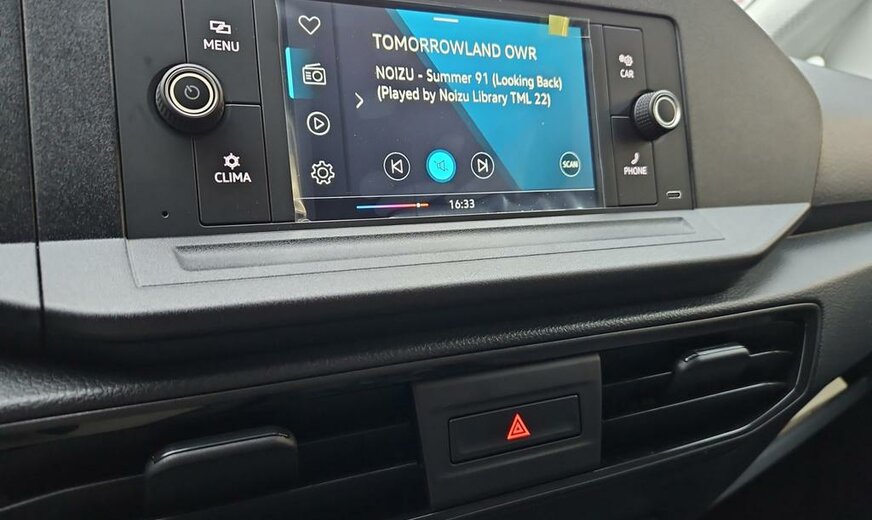 MENU
CLIMA
TOMORROWLAND OWR
NOIZU - Summer 91 (Looking Back)
(Played by Noizu Library TML 22)
SCAN
16:33
CAR
PHONE